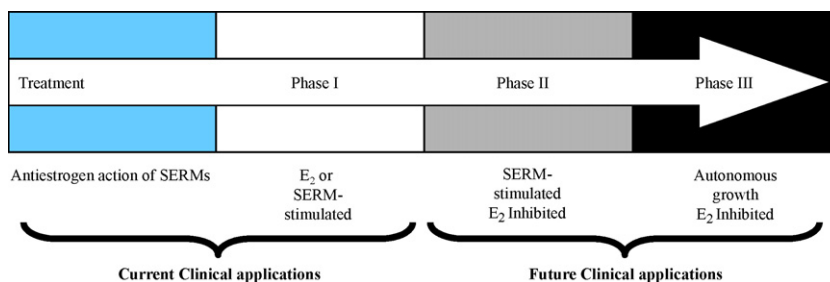 Treatment
Phase I
Phase II
Phase III
Antiestrogen action of SERMs
E₂ or
SERM-
stimulated
SERM-
stimulated
E₂ Inhibited
Autonomous
growth
E₂ Inhibited
Current Clinical applications
Future Clinical applications